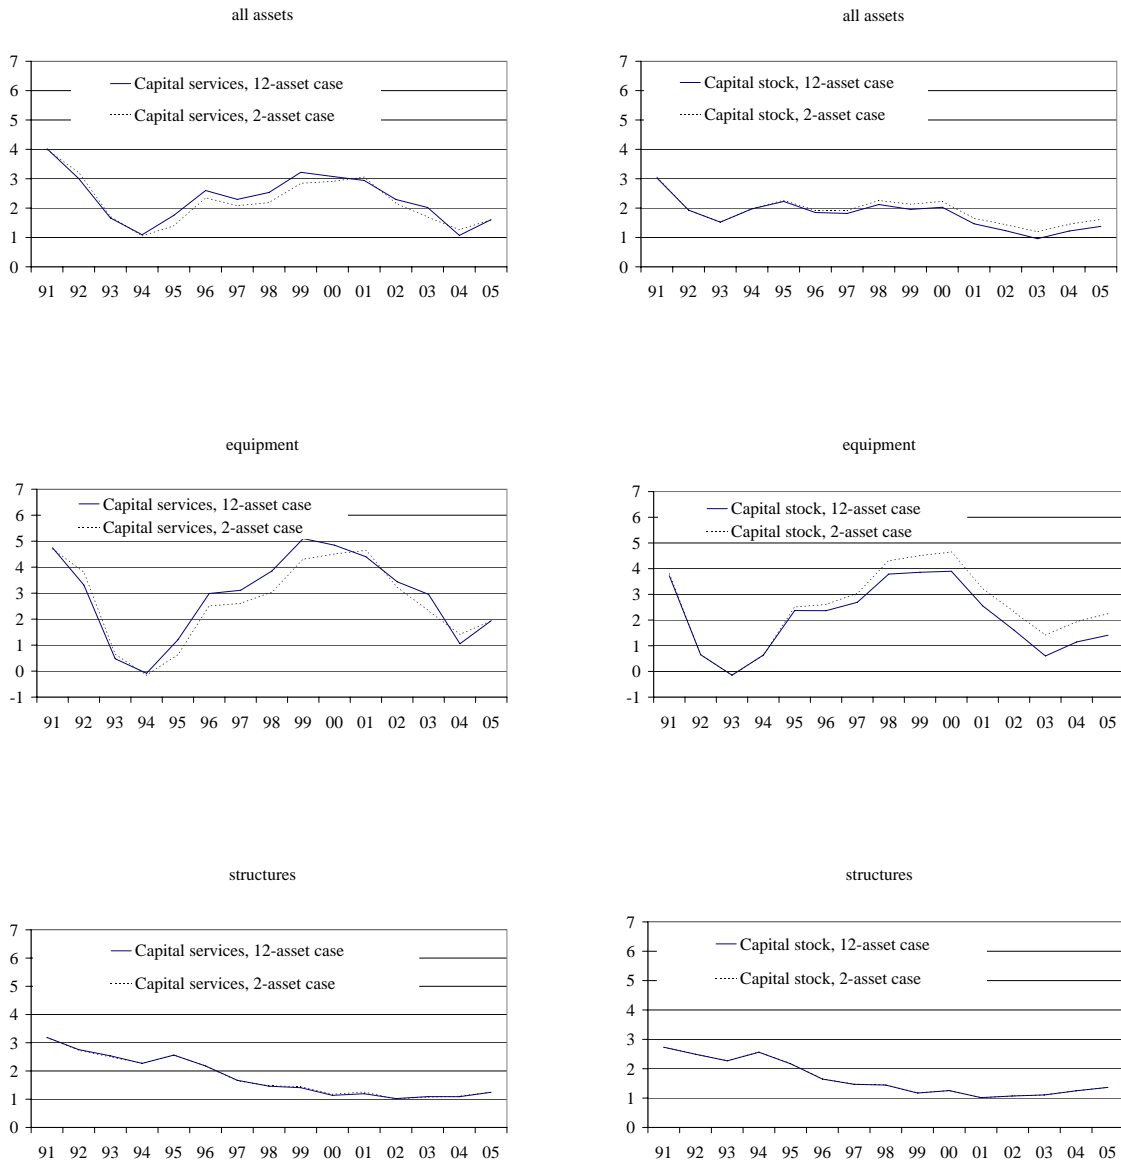 all assets
7
6
5
4
3
2
1
0
Capital services, 12-asset case
Capital services, 2-asset case
91 92 93 94 95 96 97 98 99 00 01 02 03 04 05
all assets
7
6
5
4
3
2
1
0
Capital stock, 12-asset case
Capital stock, 2-asset case
91 92 93 94 95 96 97 98 99 00 01 02 03 04 05
equipment
7
6
5
4
3
2
1
0
-1
Capital services, 12-asset case
Capital services, 2-asset case
91 92 93 94 95 96 97 98 99 00 01 02 03 04 05
equipment
7
6
5
4
3
2
1
0
-1
Capital stock, 12-asset case
Capital stock, 2-asset case
91 92 93 94 95 96 97 98 99 00 01 02 03 04 05
structures
7
6
5
4
3
2
1
0
Capital services, 12-asset case
Capital services, 2-asset case
91 92 93 94 95 96 97 98 99 00 01 02 03 04 05
structures
7
6
5
4
3
2
1
0
Capital stock, 12-asset case
Capital stock, 2-asset case
91 92 93 94 95 96 97 98 99 00 01 02 03 04 05